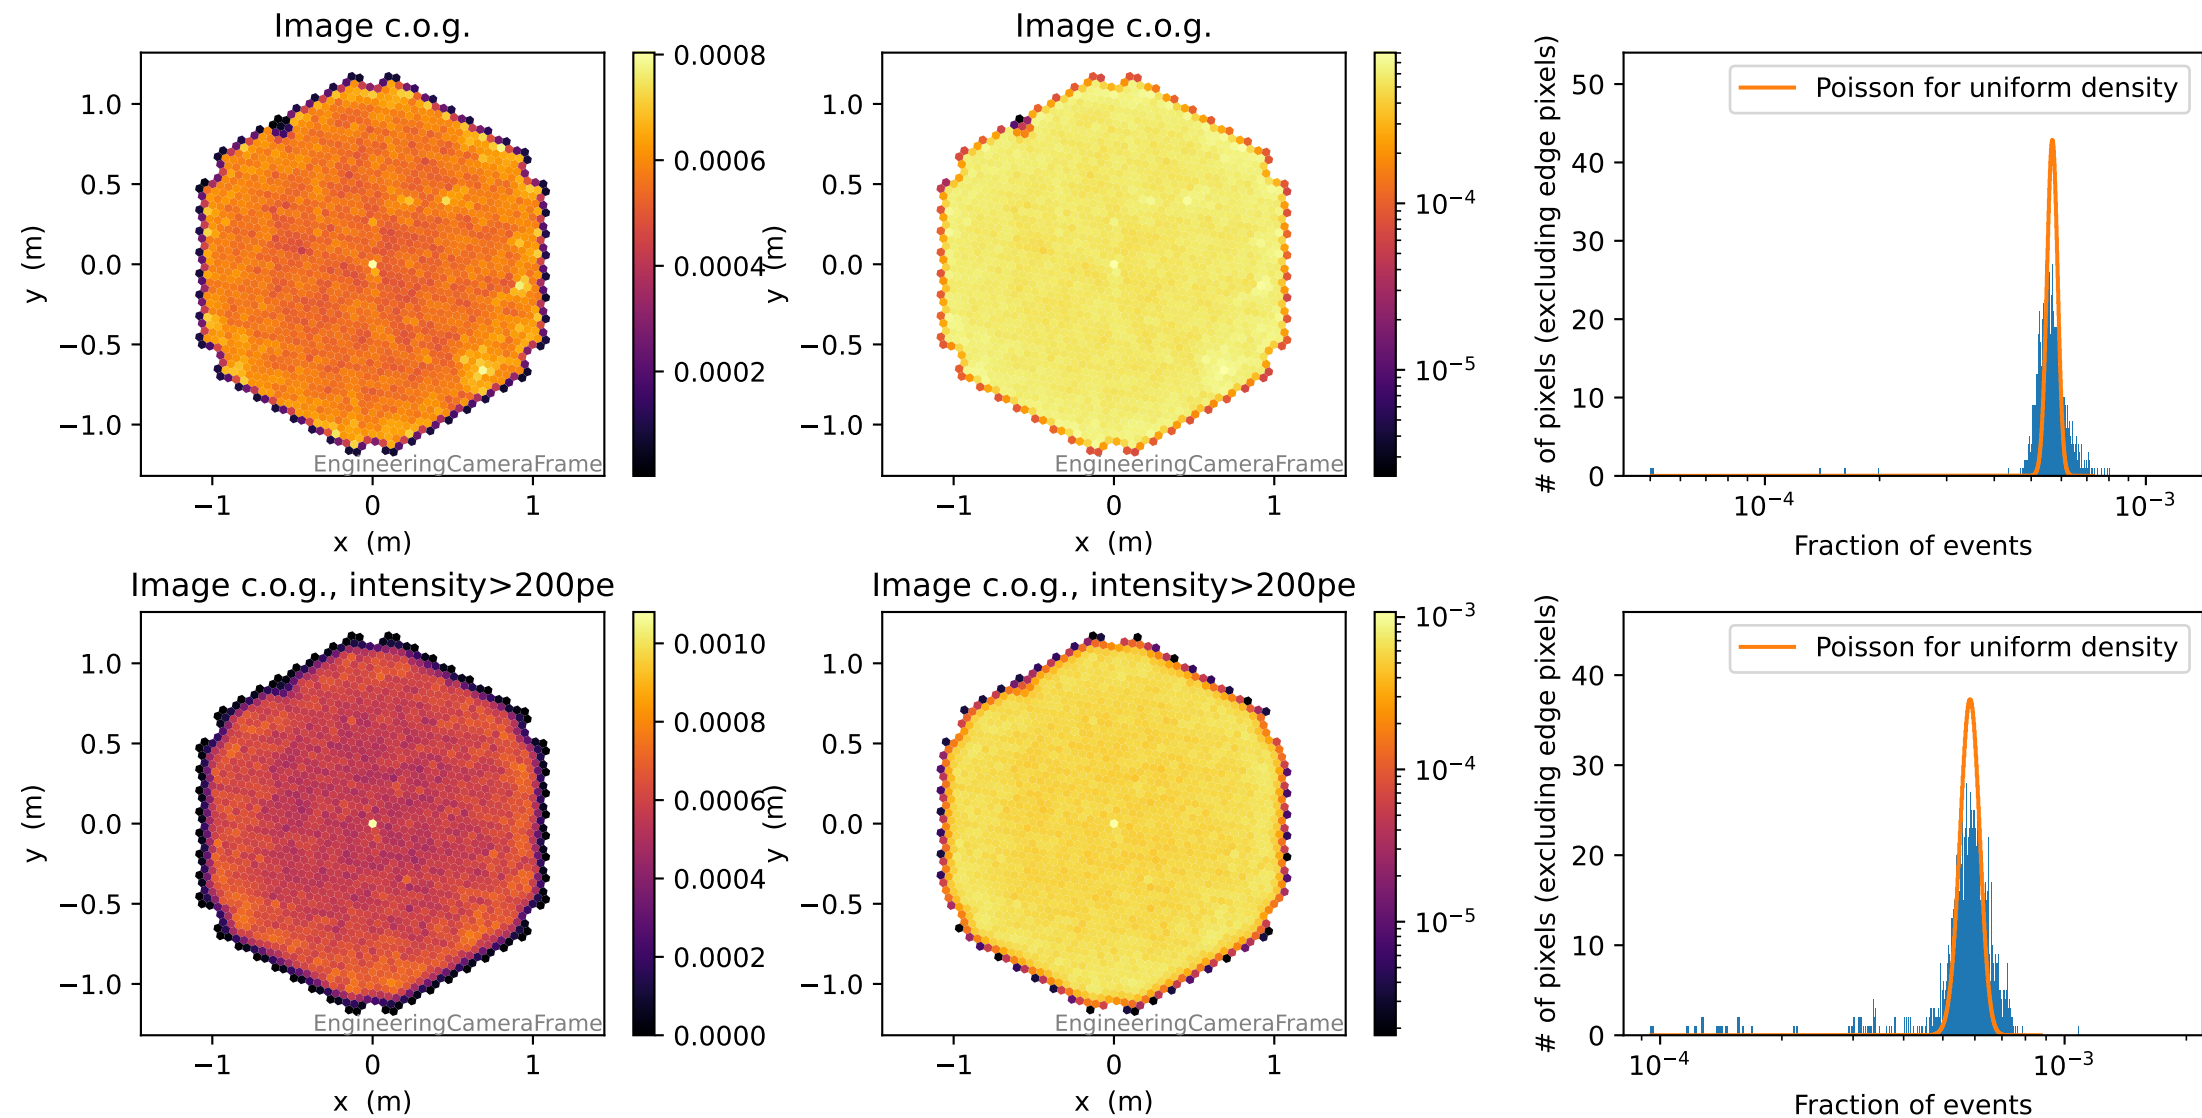 Image c.o.g.
1.0
0.5
0.0
−0.5
−1.0
y (m)
−1
0
1
x (m)
EngineeringCameraFrame
0.0008
0.0006
0.0004
0.0002
Image c.o.g.
1.0
0.5
0.0
−0.5
−1.0
y (m)
−1
0
1
x (m)
EngineeringCameraFrame
10⁻⁴
10⁻⁵
# of pixels (excluding edge pixels)
50
40
30
20
10
0
Poisson for uniform density
10⁻⁴
10⁻³
Fraction of events
Image c.o.g., intensity>200pe
1.0
0.5
0.0
−0.5
−1.0
y (m)
−1
0
1
x (m)
EngineeringCameraFrame
0.0010
0.0008
0.0006
0.0004
0.0002
0.0000
Image c.o.g., intensity>200pe
1.0
0.5
0.0
−0.5
−1.0
y (m)
−1
0
1
x (m)
EngineeringCameraFrame
10⁻³
10⁻⁴
10⁻⁵
# of pixels (excluding edge pixels)
40
30
20
10
0
Poisson for uniform density
10⁻⁴
10⁻³
Fraction of events